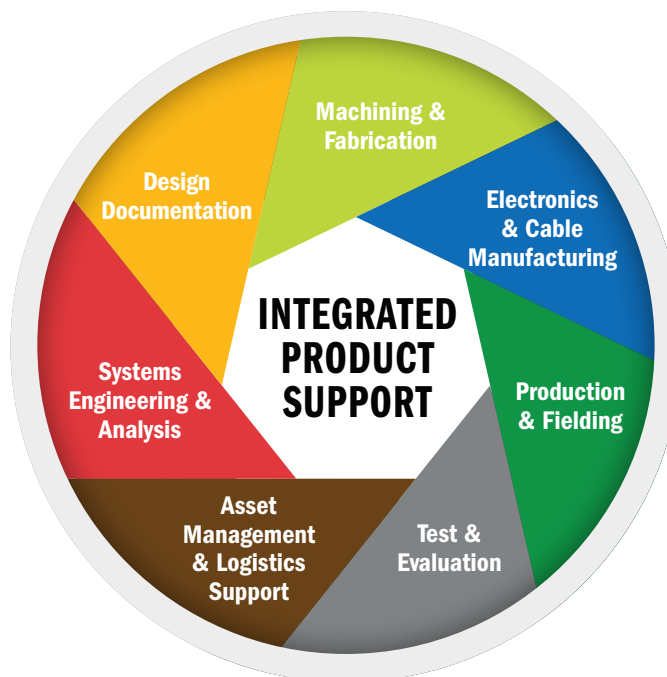 Machining &
Fabrication
Electronics
& Cable
Manufacturing
Production
& Fielding
Test &
Evaluation
Asset
Management
& Logistics
Support
Systems
Engineering &
Analysis
Design
Documentation
INTEGRATED
PRODUCT
SUPPORT